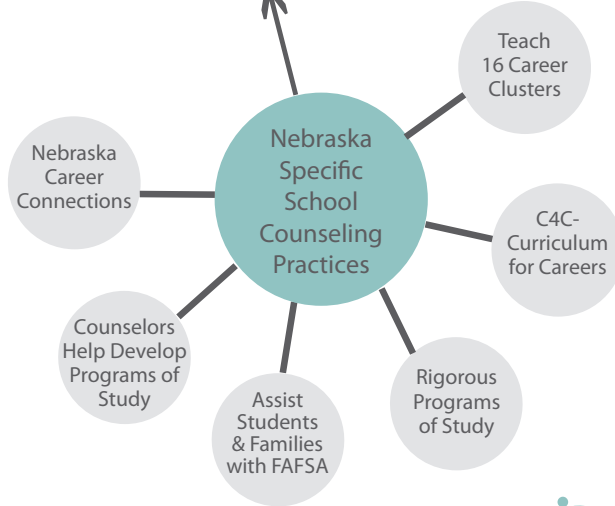 Teach
16 Career
Clusters
Nebraska
Specific
School
Counseling
Practices
Nebraska
Career
Connections
C4C-
Curriculum
for Careers
Counselors
Help Develop
Programs of
Study
Assist
Students
& Families
with FAFSA
Rigorous
Programs
of Study